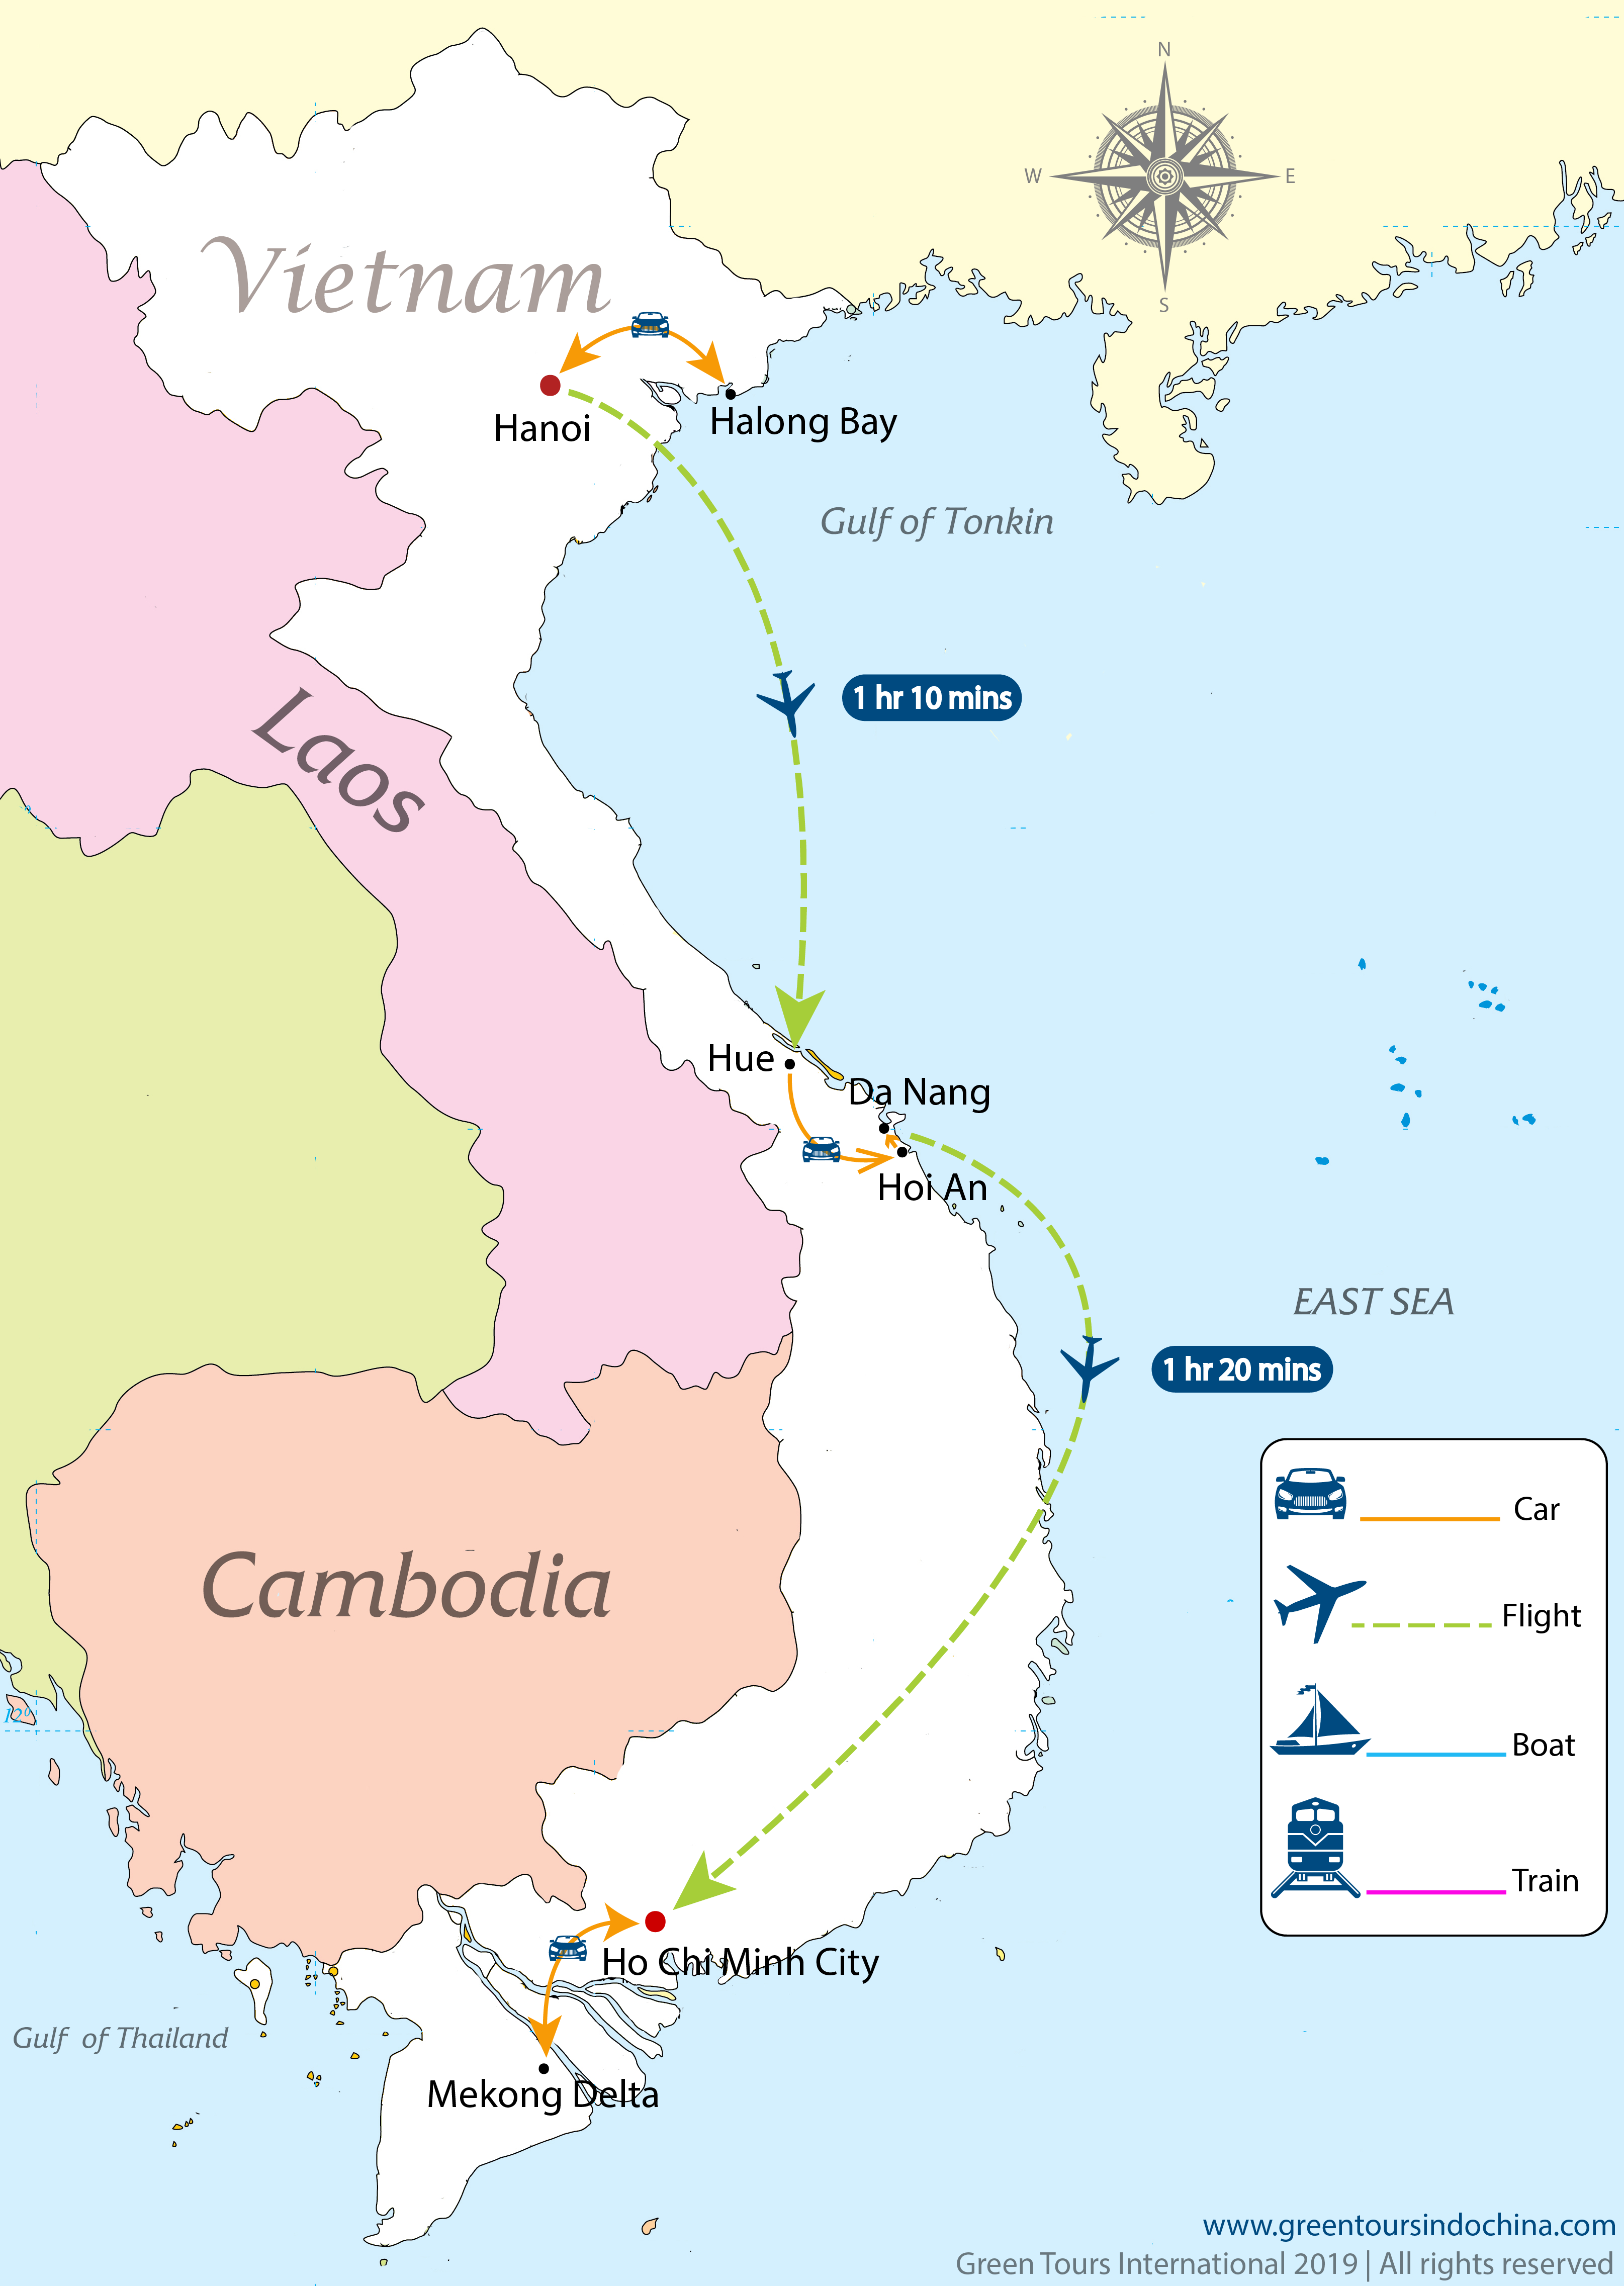 N
W
E
S
Vietnam
Hanoi
Halong Bay
Gulf of Tonkin
1 hr 10 mins
Laos
Hue
Da Nang
Hoi An
EAST SEA
1 hr 20 mins
Car
Flight
Boat
Train
Cambodia
12⁰
Ho Chi Minh City
Gulf of Thailand
Mekong Delta
www.greentoursindochina.com
Green Tours International 2019 | All rights reserved